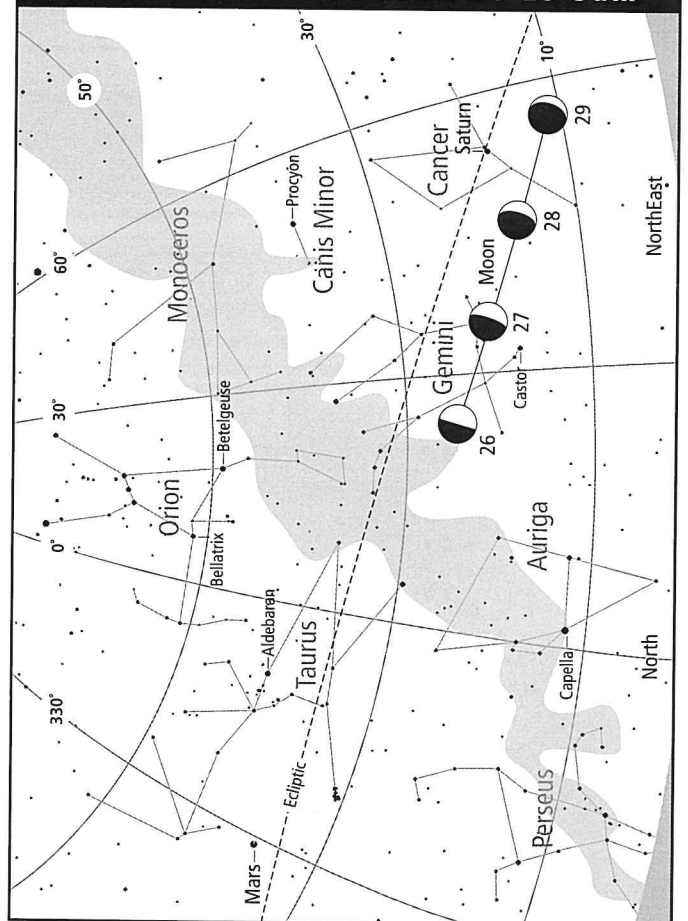 50°
30°
10°
60°
Monoceros
Procyon
Canis Minor
Cancer
Saturn
29
28
Moon
27
NorthEast
30°
Betelgeuse
Gemini
Castor
26
Orion
0°
Bellatrix
Aldebaran
Taurus
Auriga
Capella
North
330°
Ecliptic
Mars
Perseus